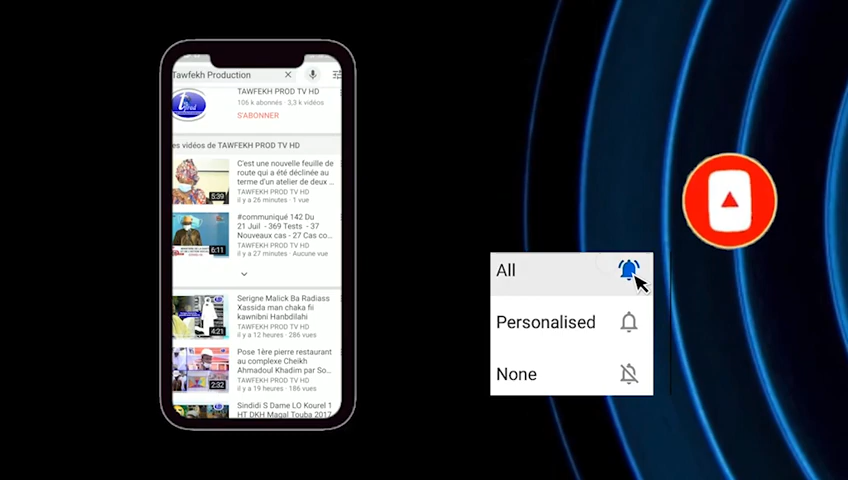 Tawfekh Production
TAWFEKH PROD TV HD
106 k abonnés · 3,3 k vidéos
S'ABONNER
es vidéos de TAWFEKH PROD TV HD
C'est une nouvelle feuille de
route qui a été déclinée au
terme d'un atelier de deux ...
TAWFEKH PROD TV HD
il y a 26 minutes · 1 vue
5:39
#communiqué 142 Du
21 Juil - 369 Tests - 37
Nouveaux cas - 27 Cas co...
TAWFEKH PROD TV HD
il y a 27 minutes · Aucune vue
6:11
Serigne Malick Ba Radiass
Xassida man chaka fii
kawnibni Hanbdilahi
TAWFEKH PROD TV HD
il y a 12 heures · 286 vues
4:21
Pose 1ère pierre restaurant
au complexe Cheikh
Ahmadoul Khadim par So...
TAWFEKH PROD TV HD
il y a 19 heures · 186 vues
2:32
Sindidi S Dame LO Kourel 1
HT DKH Magal Touba 2017
All
Personalised
None